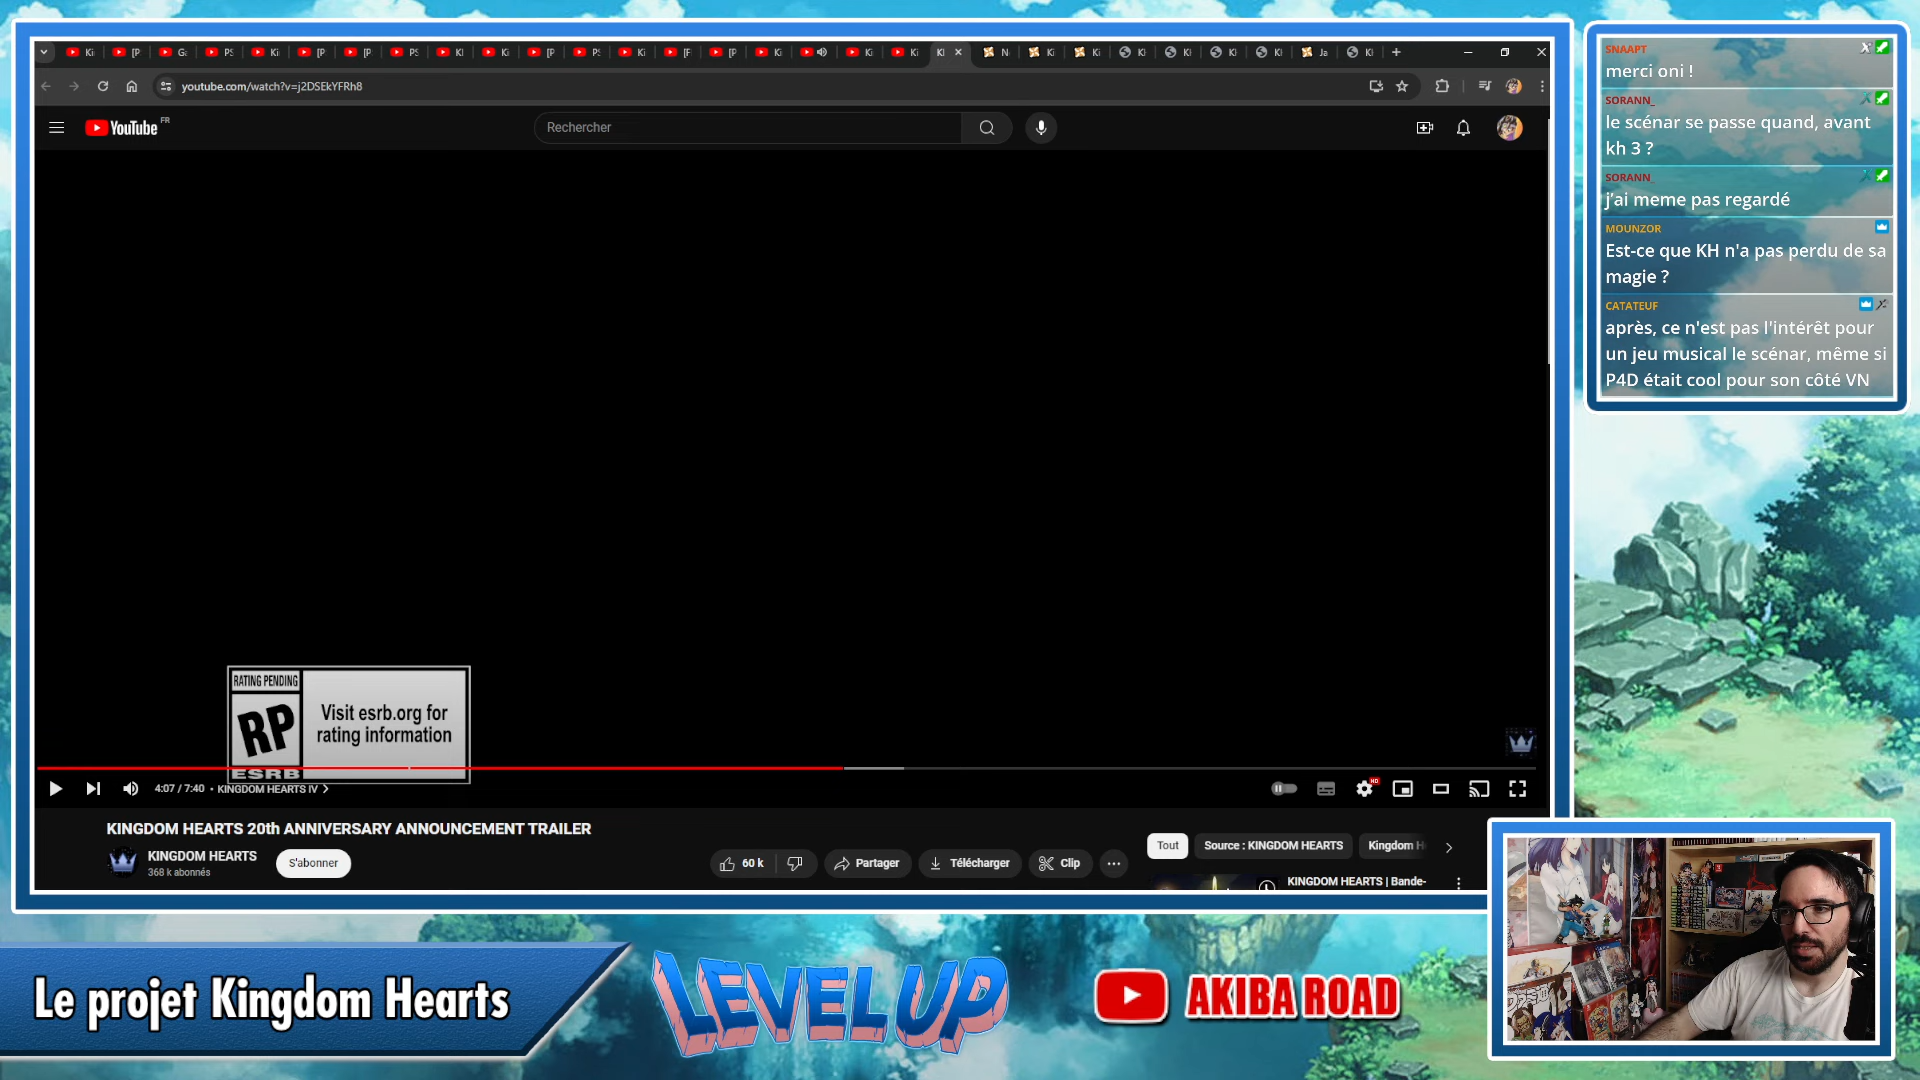 youtube.com/watch?v=j2DSEkYFRh8
YouTube FR
Rechercher
RATING PENDING
RP
ESRB
Visit esrb.org for
rating information
4:07 / 7:40 • KINGDOM HEARTS IV
HD
KINGDOM HEARTS 20th ANNIVERSARY ANNOUNCEMENT TRAILER
KINGDOM HEARTS
368 k abonnés
S'abonner
60 k
Partager
Télécharger
Clip
Tout
Source : KINGDOM HEARTS
Kingdom H
KINGDOM HEARTS | Bande-
SNAAPT
merci oni !
SORANN_
le scénar se passe quand, avant
kh 3 ?
SORANN_
j'ai meme pas regardé
MOUNZOR
Est-ce que KH n'a pas perdu de sa
magie ?
CATATEUF
après, ce n'est pas l'intérêt pour
un jeu musical le scénar, même si
P4D était cool pour son côté VN
Le projet Kingdom Hearts
LEVEL UP
AKIBA ROAD